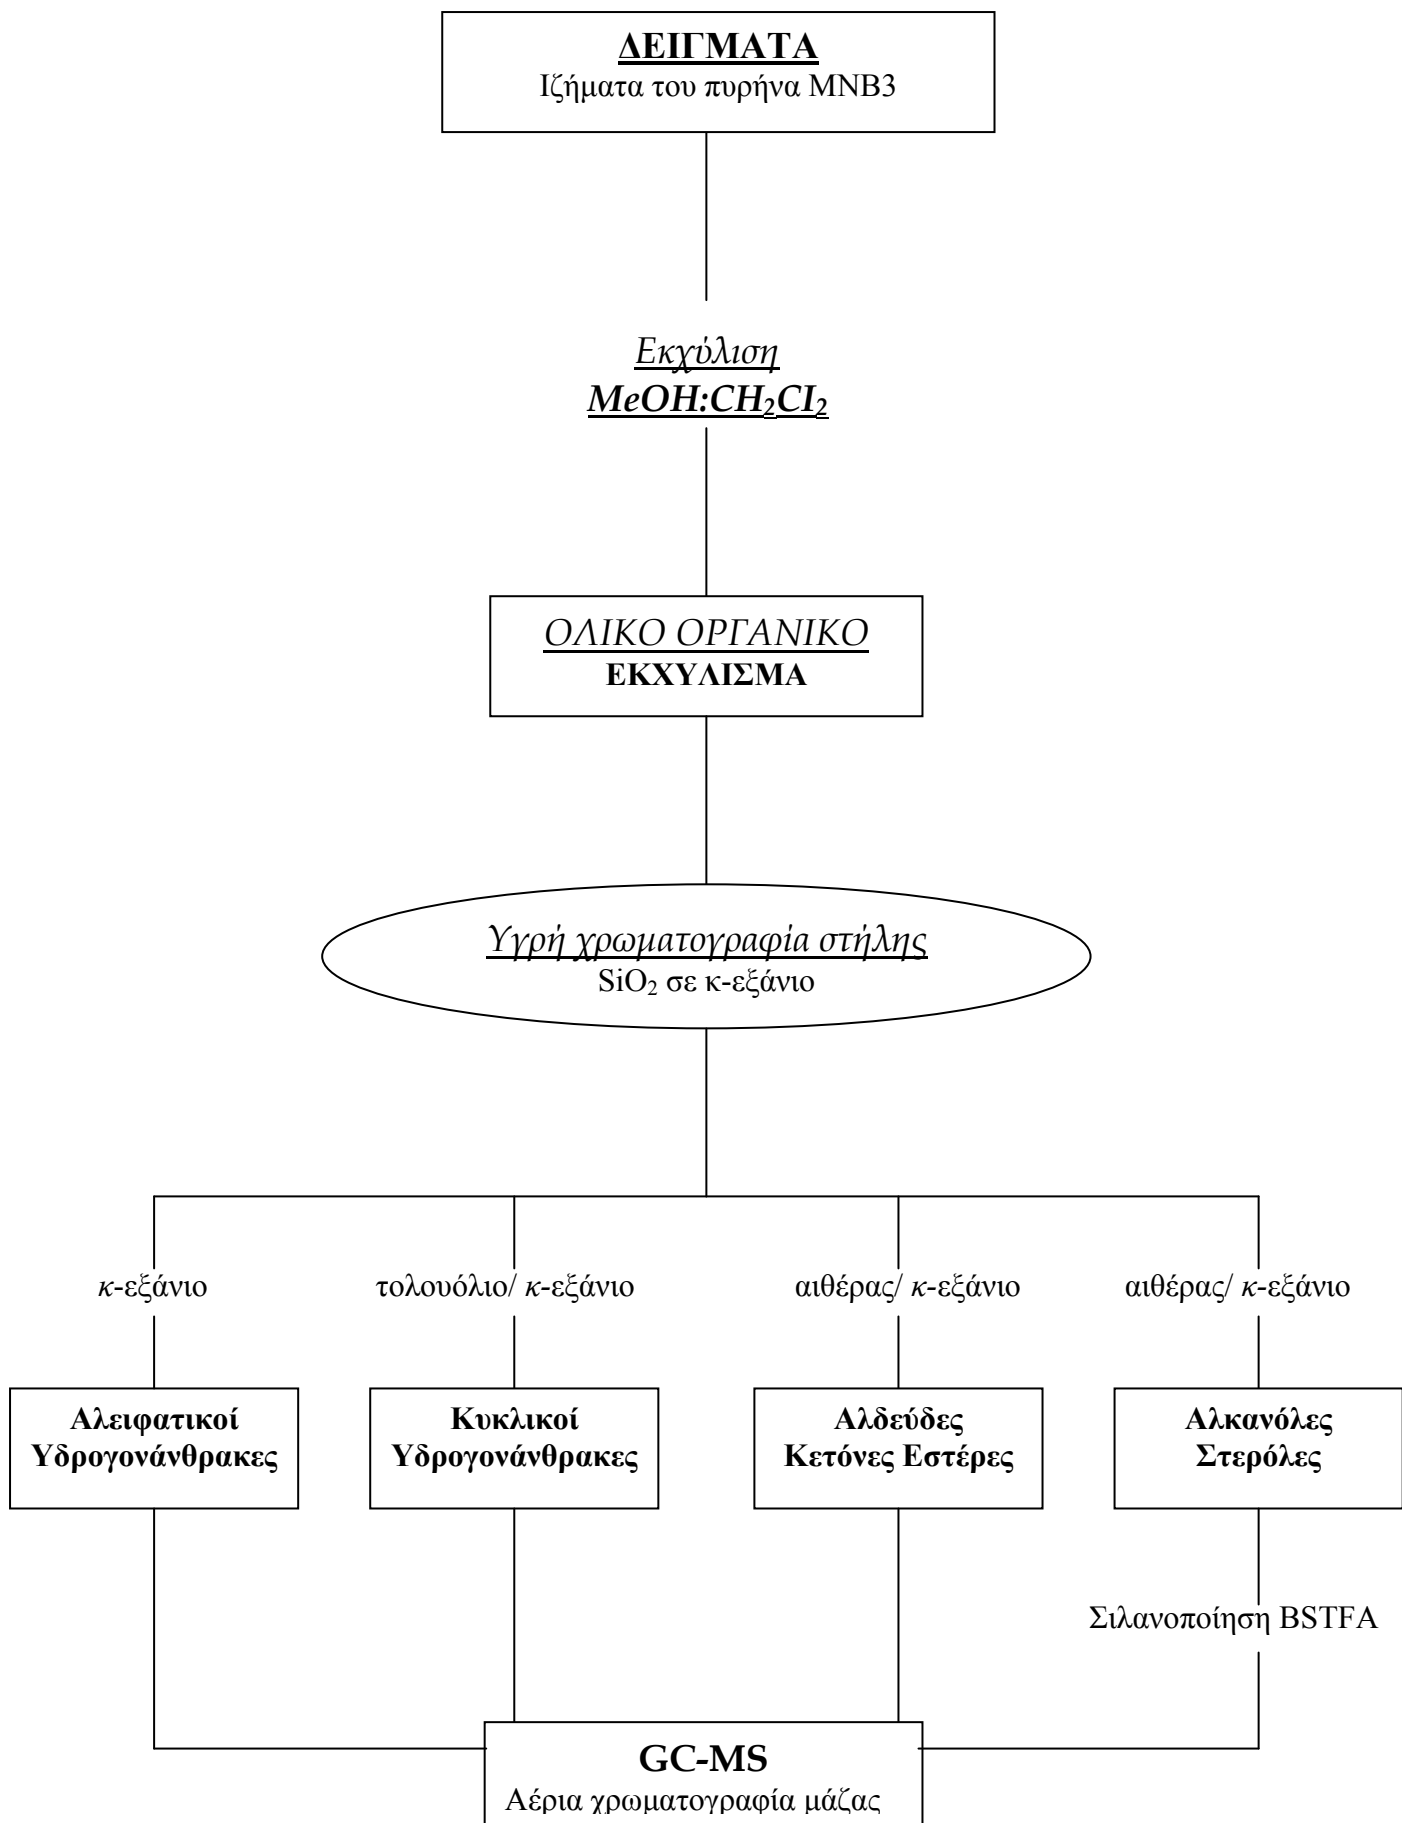 ΔΕΙΓΜΑΤΑ
Ιζήματα του πυρήνα MNB3
Εκχύλιση
MeOH:CH₂CI₂
ΟΛΙΚΟ ΟΡΓΑΝΙΚΟ
ΕΚΧΥΛΙΣΜΑ
Υγρή χρωματογραφία στήλης
SiO₂ σε κ-εξάνιο
κ-εξάνιο
τολουόλιο/ κ-εξάνιο
αιθέρας/ κ-εξάνιο
αιθέρας/ κ-εξάνιο
Αλειφατικοί
Υδρογονάνθρακες
Κυκλικοί
Υδρογονάνθρακες
Αλδεύδες
Κετόνες Εστέρες
Αλκανόλες
Στερόλες
Σιλανοποίηση BSTFA
GC-MS
Αέρια χρωματογραφία μάζας